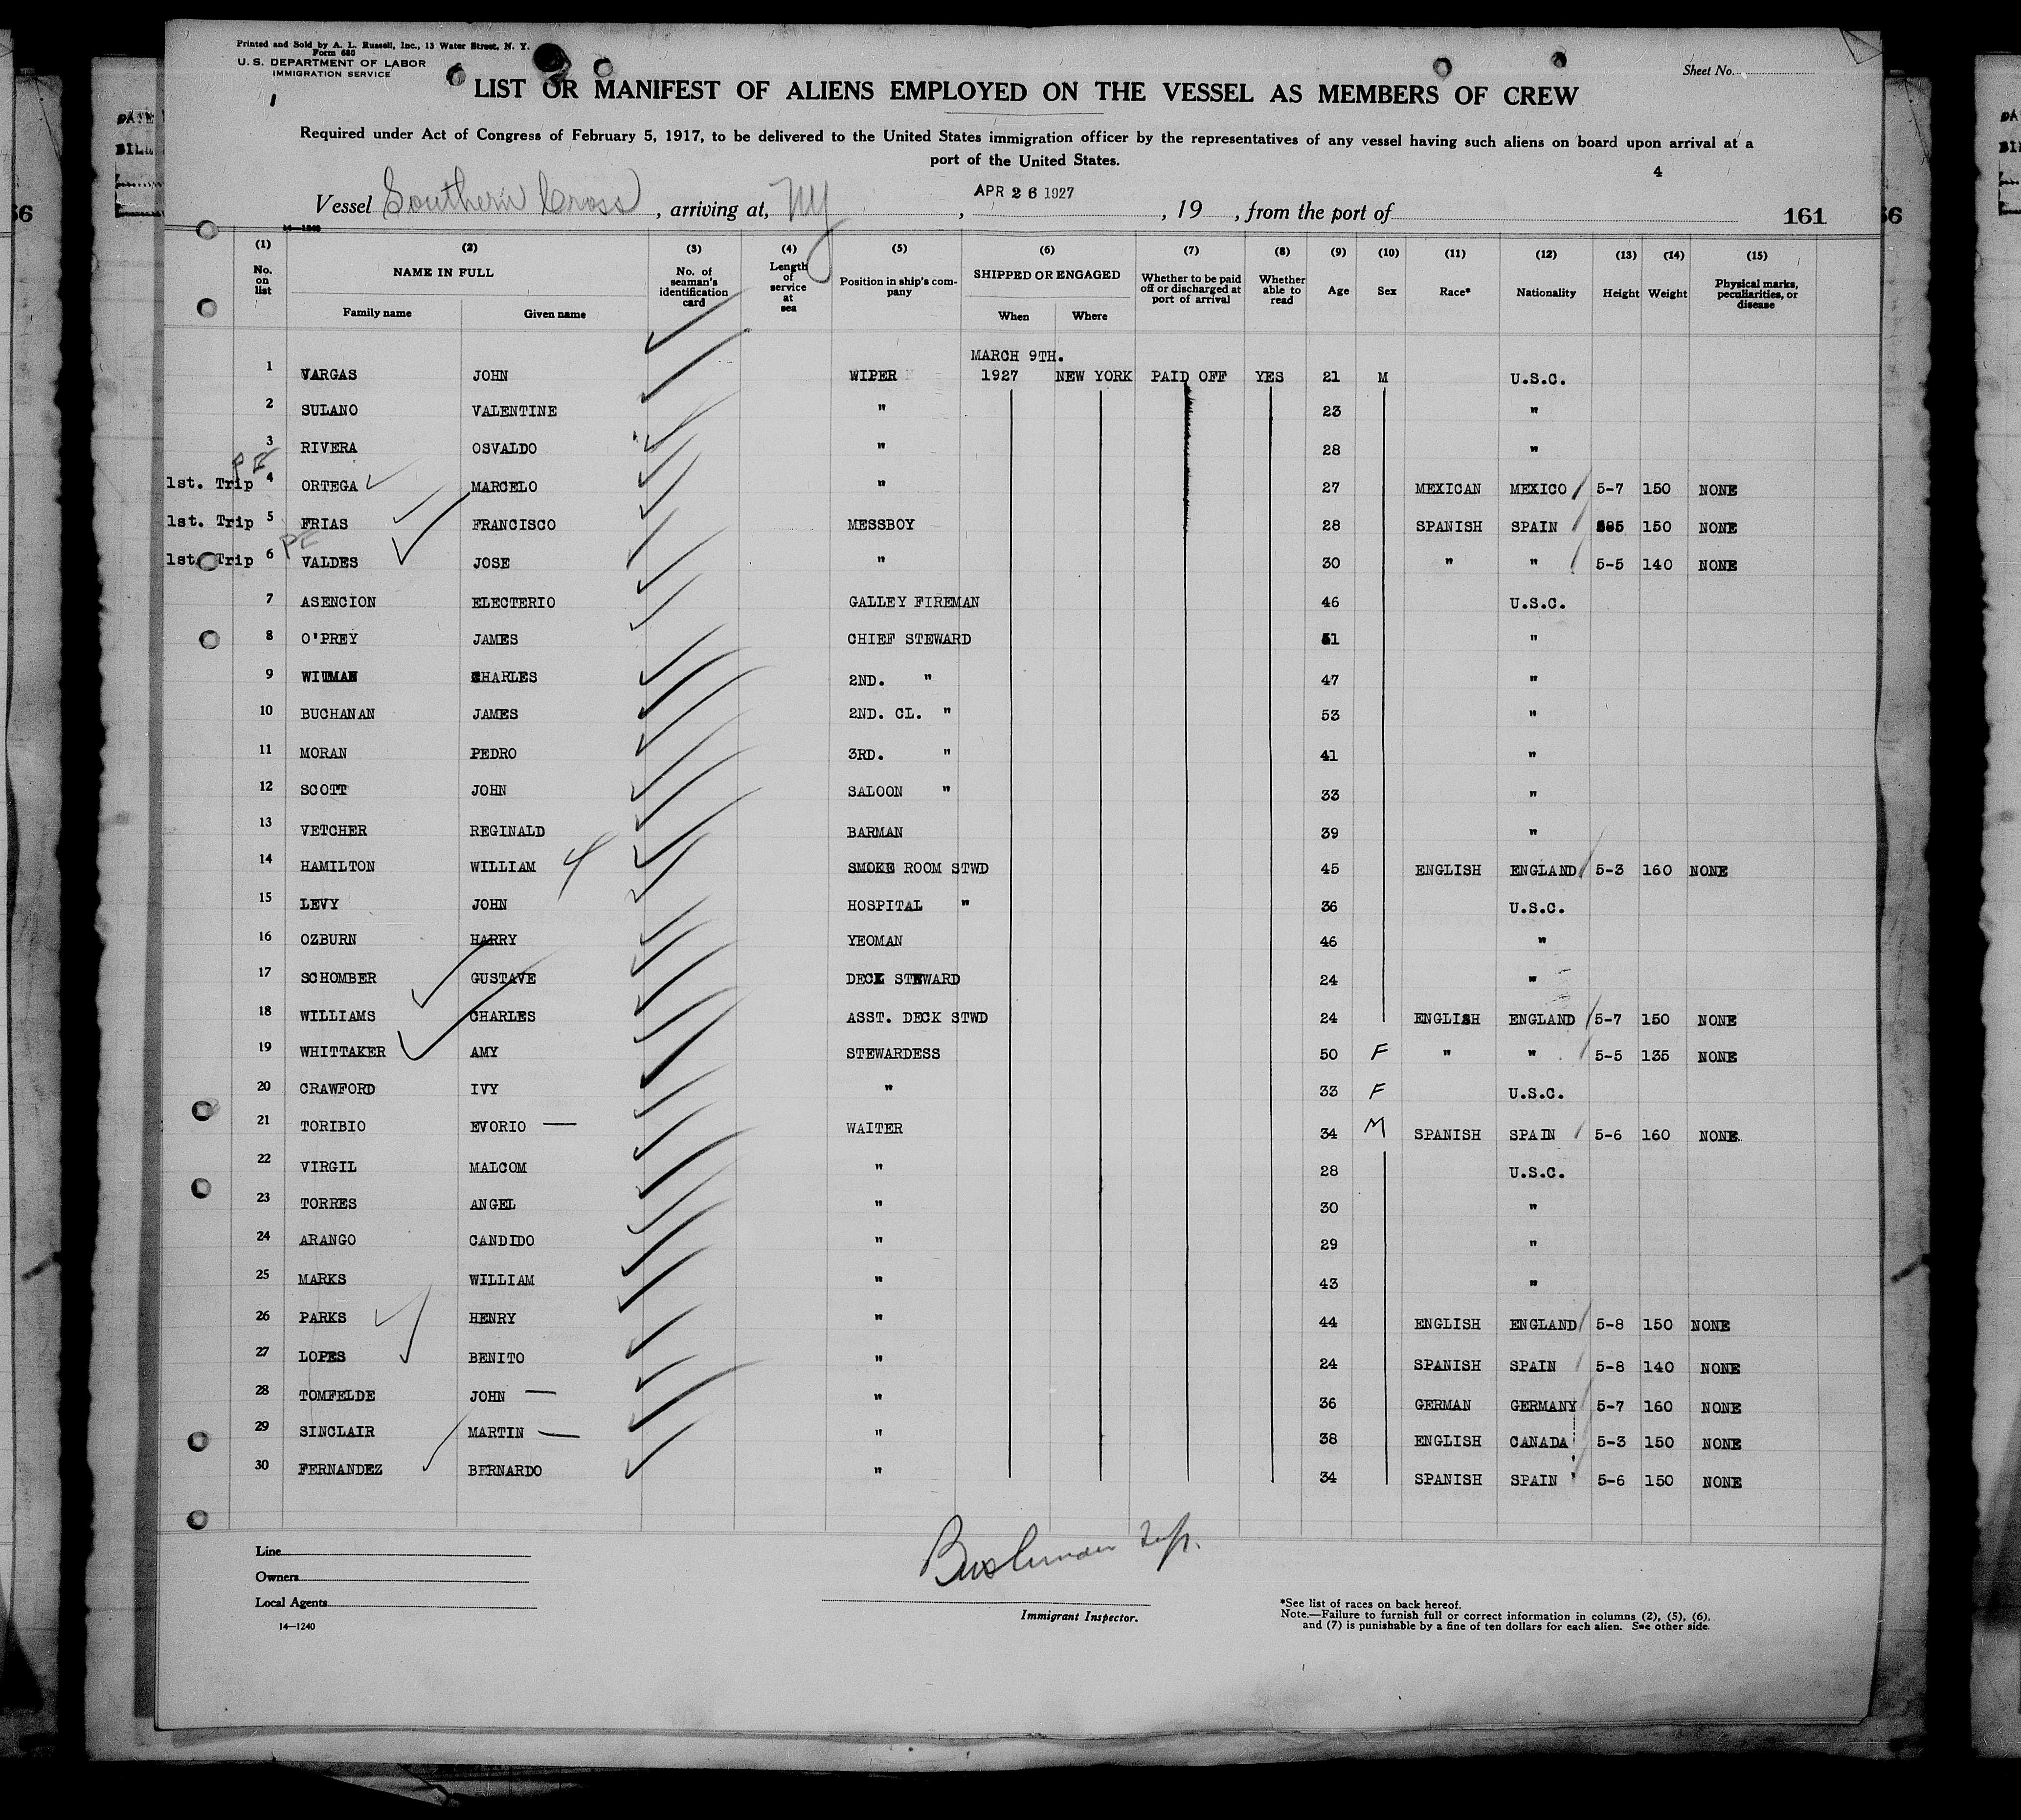 Printed and Sold by A. L. Russell, Inc., 13 Water Street, N. Y.
Form 680
U. S. DEPARTMENT OF LABOR
IMMIGRATION SERVICE
Sheet No.
LIST OR MANIFEST OF ALIENS EMPLOYED ON THE VESSEL AS MEMBERS OF CREW
Required under Act of Congress of February 5, 1917, to be delivered to the United States immigration officer by the representatives of any vessel having such aliens on board upon arrival at a
port of the United States.
4
Vessel Southern Cross, arriving at, NY, APR 26 1927, 19 , from the port of 161
14—1240
(1) (2) (3) (4) (5) (6) (7) (8) (9) (10) (11) (12) (13) (14) (15)
No. on list NAME IN FULL Family name Given name No. of seaman's identification card Length of service at sea Position in ship's company SHIPPED OR ENGAGED When Where Whether to be paid off or discharged at port of arrival Whether able to read Age Sex Race* Nationality Height Weight Physical marks, peculiarities, or disease
MARCH 9TH.
1 VARGAS JOHN WIPER 1927 NEW YORK PAID OFF YES 21 M U.S.C.
2 SULANO VALENTINE " 23 "
3 RIVERA OSVALDO " 28 "
PE
1st. Trip 4 ORTEGA MARCELO " 27 MEXICAN MEXICO 5-7 150 NONE
1st. Trip 5 FRIAS FRANCISCO MESSBOY 28 SPANISH SPAIN 150 NONE
PE
1st. Trip 6 VALDES JOSE " 30 " " 5-5 140 NONE
7 ASENCION ELECTERIO GALLEY FIREMAN 46 U.S.C.
8 O'PREY JAMES CHIEF STEWARD 51 "
9 WITMAN CHARLES 2ND. " 47 "
10 BUCHANAN JAMES 2ND. CL. " 53 "
11 MORAN PEDRO 3RD. " 41 "
12 SCOTT JOHN SALOON " 33 "
13 VETCHER REGINALD BARMAN 39 "
14 HAMILTON WILLIAM SMOKE ROOM STWD 45 ENGLISH ENGLAND 5-3 160 NONE
15 LEVY JOHN HOSPITAL " 36 U.S.C.
16 OZBURN HARRY YEOMAN 46 "
17 SCHOMBER GUSTAVE DECK STEWARD 24 "
18 WILLIAMS CHARLES ASST. DECK STWD 24 ENGLISH ENGLAND 5-7 150 NONE
19 WHITTAKER AMY STEWARDESS 50 F " " 5-5 135 NONE
20 CRAWFORD IVY " 33 F U.S.C.
21 TORIBIO EVORIO — WAITER 34 M SPANISH SPAIN 5-6 160 NONE
22 VIRGIL MALCOM " 28 U.S.C.
23 TORRES ANGEL " 30 "
24 ARANGO CANDIDO " 29 "
25 MARKS WILLIAM " 43 "
26 PARKS HENRY " 44 ENGLISH ENGLAND 5-8 150 NONE
27 LOPES BENITO " 24 SPANISH SPAIN 5-8 140 NONE
28 TOMFELDE JOHN — " 36 GERMAN GERMANY 5-7 160 NONE
29 SINCLAIR MARTIN — " 38 ENGLISH CANADA 5-3 150 NONE
30 FERNANDEZ BERNARDO " 34 SPANISH SPAIN 5-6 150 NONE
Line
Owners
Local Agents
14—1240
Immigrant Inspector.
*See list of races on back hereof.
Note.—Failure to furnish full or correct information in columns (2), (5), (6),
and (7) is punishable by a fine of ten dollars for each alien. See other side.